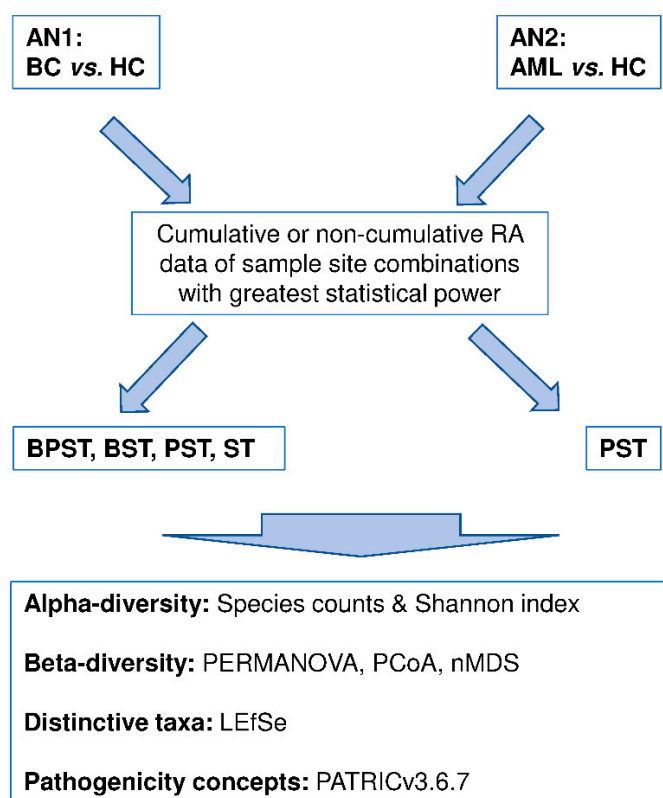 AN1:
BC vs. HC
AN2:
AML vs. HC
Cumulative or non-cumulative RA
data of sample site combinations
with greatest statistical power
BPST, BST, PST, ST
PST
Alpha-diversity: Species counts & Shannon index
Beta-diversity: PERMANOVA, PCoA, nMDS
Distinctive taxa: LEfSe
Pathogenicity concepts: PATRICv3.6.7